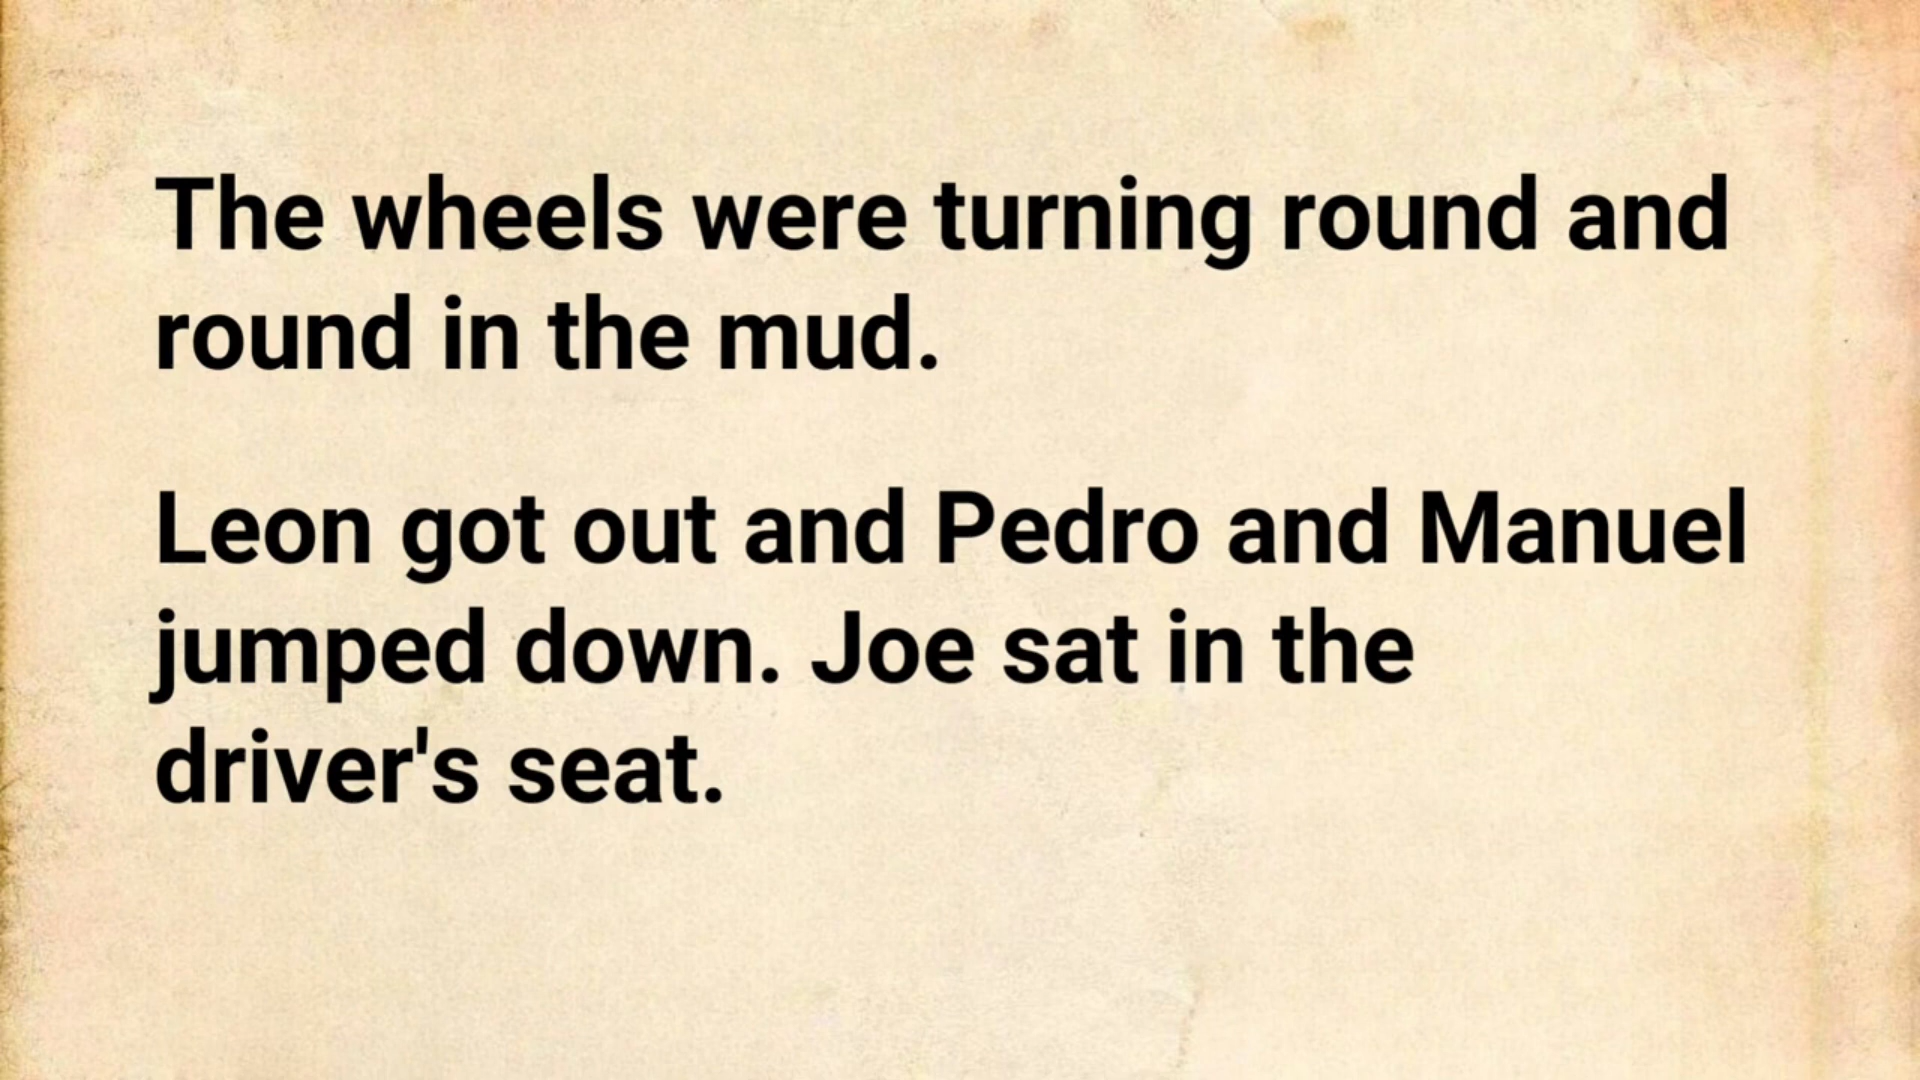 The wheels were turning round and
round in the mud.
Leon got out and Pedro and Manuel
jumped down. Joe sat in the
driver's seat.